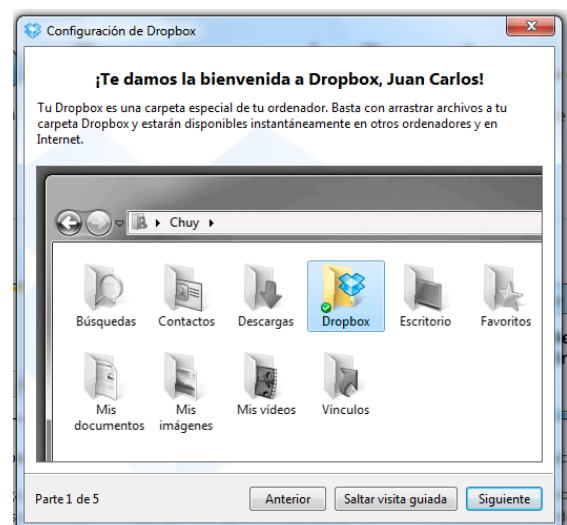 Configuración de Dropbox
¡Te damos la bienvenida a Dropbox, Juan Carlos!
Tu Dropbox es una carpeta especial de tu ordenador. Basta con arrastrar archivos a tu
carpeta Dropbox y estarán disponibles instantáneamente en otros ordenadores y en
Internet.
Chuy
Búsquedas Contactos Descargas Dropbox Escritorio Favoritos
Mis documentos Mis imágenes Mis vídeos Vínculos
Parte 1 de 5 Anterior Saltar visita guiada Siguiente